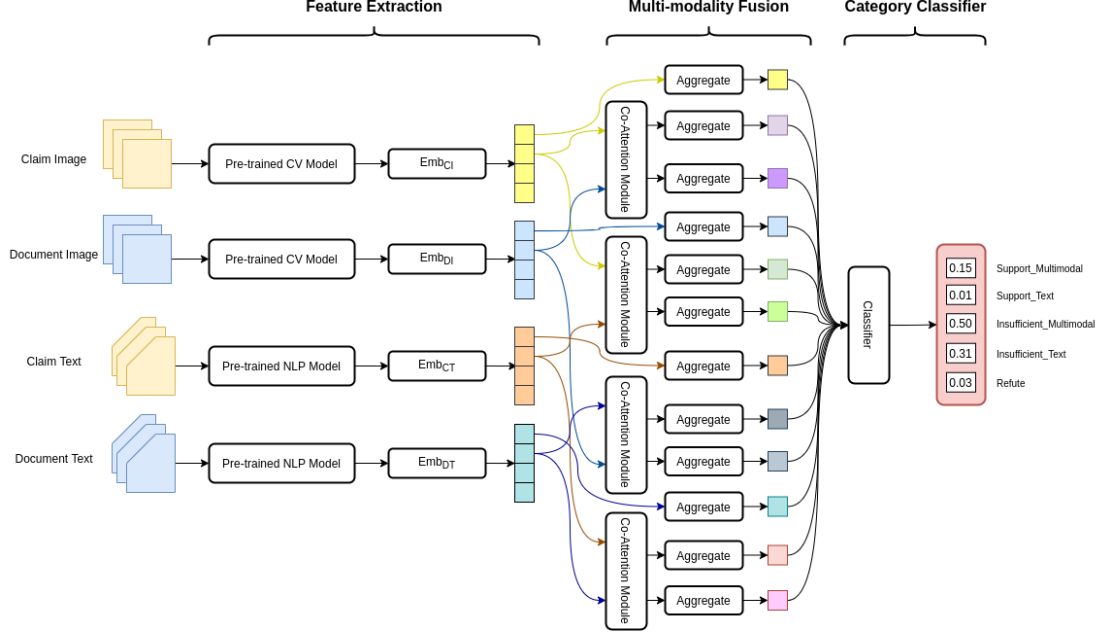 Feature Extraction
Multi-modality Fusion
Category Classifier
Claim Image
Pre-trained CV Model
Emb_CI
Document Image
Pre-trained CV Model
Emb_DI
Claim Text
Pre-trained NLP Model
Emb_CT
Document Text
Pre-trained NLP Model
Emb_DT
Co-Attention Module
Co-Attention Module
Co-Attention Module
Co-Attention Module
Aggregate
Aggregate
Aggregate
Aggregate
Aggregate
Aggregate
Aggregate
Aggregate
Aggregate
Aggregate
Aggregate
Aggregate
Classifier
0.15 Support_Multimodal
0.01 Support_Text
0.50 Insufficient_Multimodal
0.31 Insufficient_Text
0.03 Refute